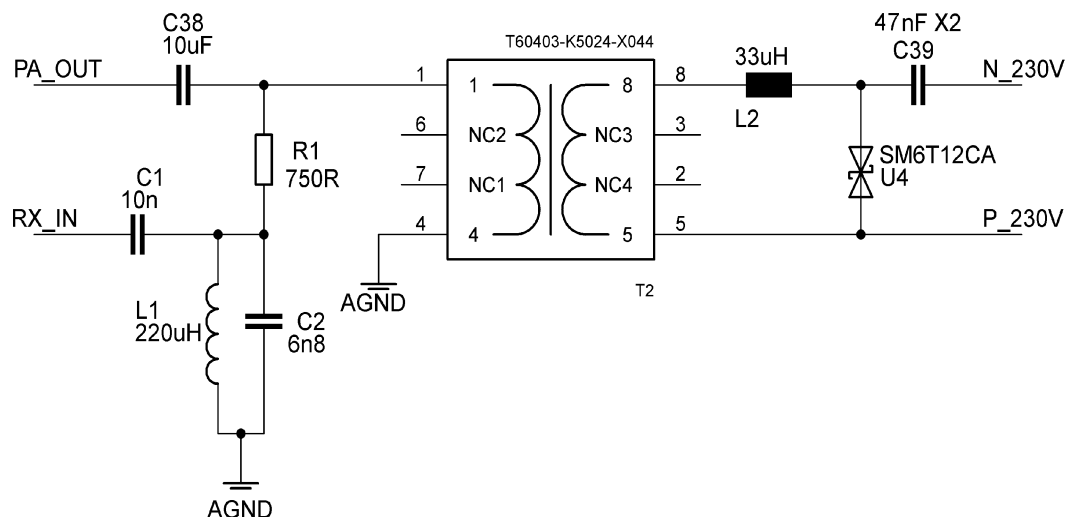 C38
10uF
PA_OUT
T60403-K5024-X044
1
1
6
NC2
7
NC1
4
4
8
8
NC3
3
NC4
2
5
5
T2
33uH
L2
47nF X2
C39
N_230V
SM6T12CA
U4
P_230V
R1
750R
C1
10n
RX_IN
AGND
L1
220uH
C2
6n8
AGND